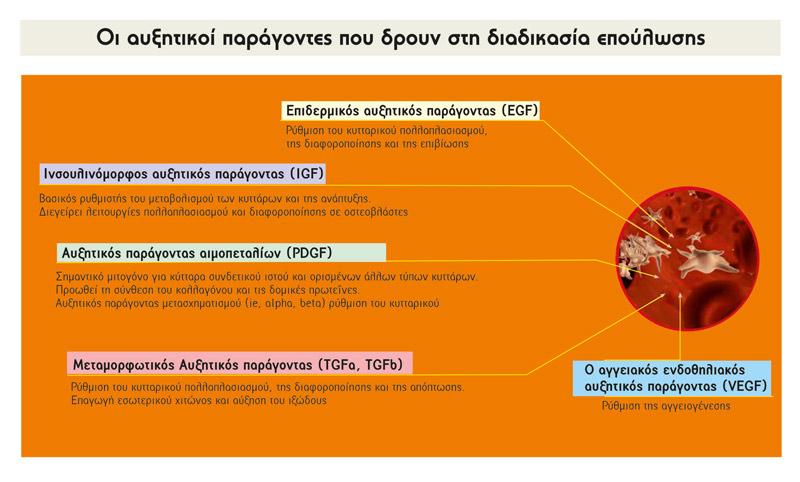 Οι αυξητικοί παράγοντες που δρουν στη διαδικασία επούλωσης
Επιδερμικός αυξητικός παράγοντας (EGF)
Ρύθμιση του κυτταρικού πολλαπλασιασμού,
της διαφοροποίησης και της επιβίωσης
Ινσουλινόμορφος αυξητικός παράγοντας (IGF)
Βασικός ρυθμιστής του μεταβολισμού των κυττάρων και της ανάπτυξης.
Διεγείρει λειτουργίες πολλαπλασιασμού και διαφοροποίησης σε οστεοβλάστες
Αυξητικός παράγοντας αιμοπεταλίων (PDGF)
Σημαντικό μιτογόνο για κύτταρα συνδετικού ιστού και ορισμένων άλλων τύπων κυττάρων.
Προωθεί τη σύνθεση του κολλαγόνου και τις δομικές πρωτεΐνες.
Αυξητικός παράγοντας μετασχηματισμού (ie, alpha, beta) ρύθμιση του κυτταρικού
Μεταμορφωτικός Αυξητικός παράγοντας (TGFa, TGFb)
Ρύθμιση του κυτταρικού πολλαπλασιασμού, της διαφοροποίησης και της απόπτωσης.
Επαγωγή εσωτερικού χιτώνος και αύξηση του ιξώδους
Ο αγγειακός ενδοθηλιακός
αυξητικός παράγοντας (VEGF)
Ρύθμιση της αγγειογένεσης